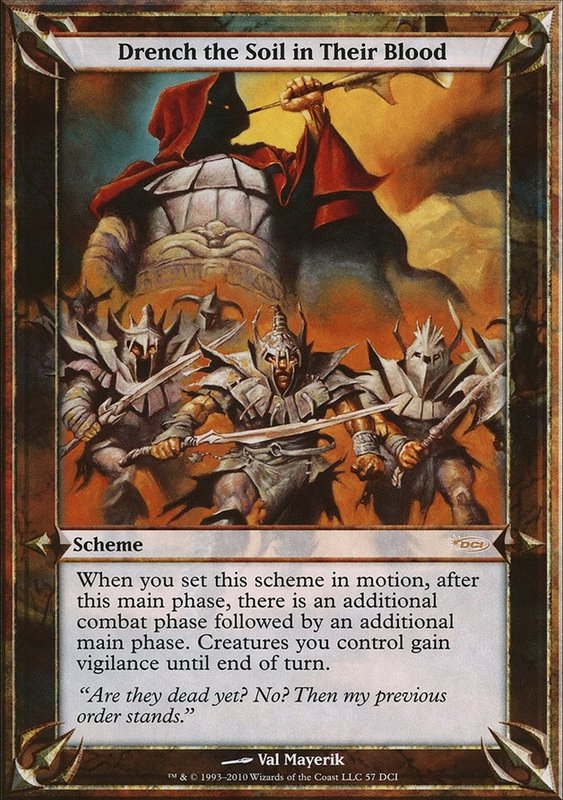 Drench the Soil in Their Blood
Scheme
DCI
When you set this scheme in motion, after
this main phase, there is an additional
combat phase followed by an additional
main phase. Creatures you control gain
vigilance until end of turn.
“Are they dead yet? No? Then my previous
order stands.”
Val Mayerik
™ & © 1993–2010 Wizards of the Coast LLC 57 DCI